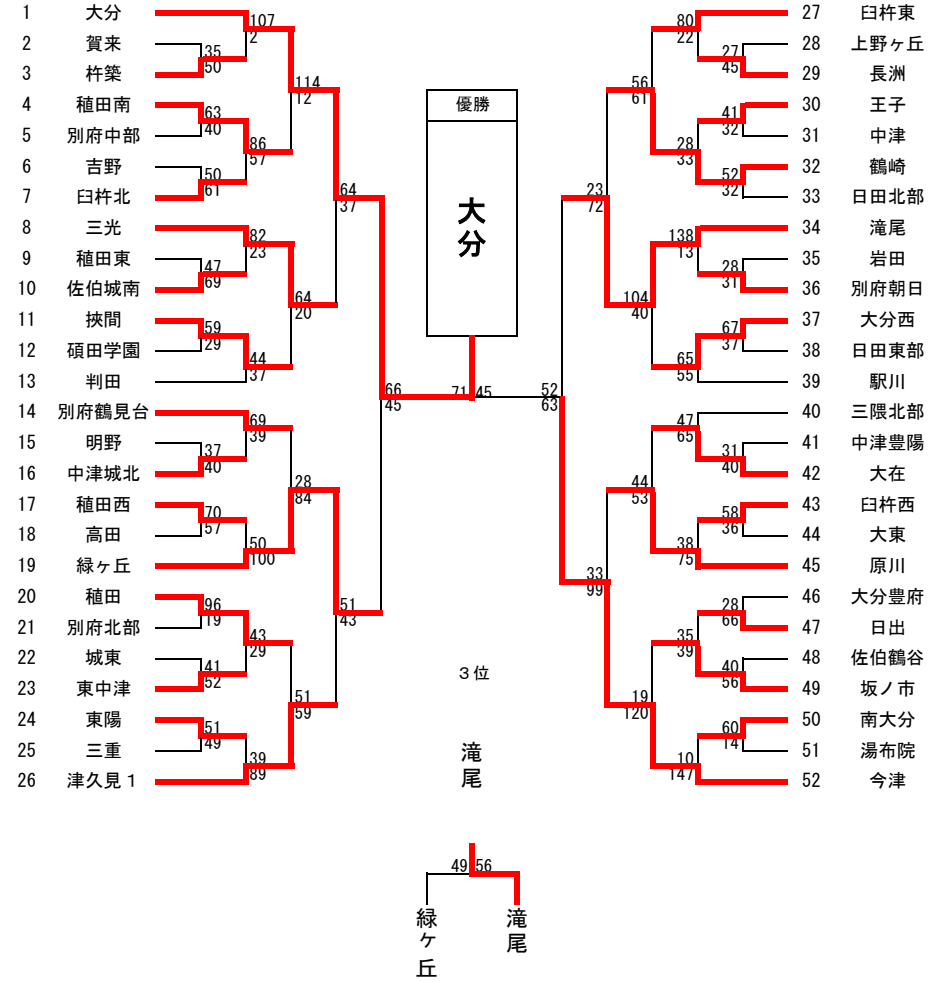 1 大分
2 賀来
3 杵築
4 稙田南
5 別府中部
6 吉野
7 臼杵北
8 三光
9 稙田東
10 佐伯城南
11 挾間
12 碩田学園
13 判田
14 別府鶴見台
15 明野
16 中津城北
17 稙田西
18 高田
19 緑ヶ丘
20 稙田
21 別府北部
22 城東
23 東中津
24 東陽
25 三重
26 津久見1
107
2
35
50
63
40
86
57
50
61
114
12
82
23
47
69
59
29
44
37
64
20
64
37
69
39
37
40
70
57
50
100
28
84
96
19
43
29
41
52
51
49
39
89
51
59
51
43
66
45
優勝
大分
71 45
3位
滝尾
49 56
緑ヶ丘
滝尾
52
63
23
72
56
61
80
22
27
45
41
32
28
33
52
32
138
13
28
31
104
40
67
37
65
55
33
99
44
53
47
65
31
40
58
36
38
75
28
66
35
39
40
56
19
120
60
14
10
147
27 臼杵東
28 上野ヶ丘
29 長洲
30 王子
31 中津
32 鶴崎
33 日田北部
34 滝尾
35 岩田
36 別府朝日
37 大分西
38 日田東部
39 駅川
40 三隈北部
41 中津豊陽
42 大在
43 臼杵西
44 大東
45 原川
46 大分豊府
47 日出
48 佐伯鶴谷
49 坂ノ市
50 南大分
51 湯布院
52 今津